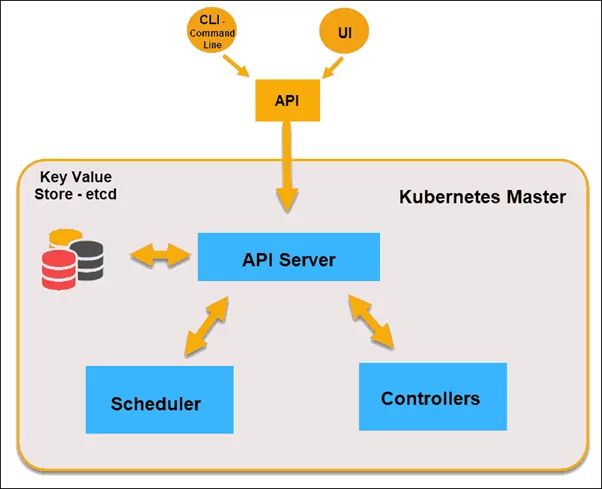 CLI -
Command
Line
UI
API
Key Value
Store - etcd
Kubernetes Master
API Server
Scheduler
Controllers